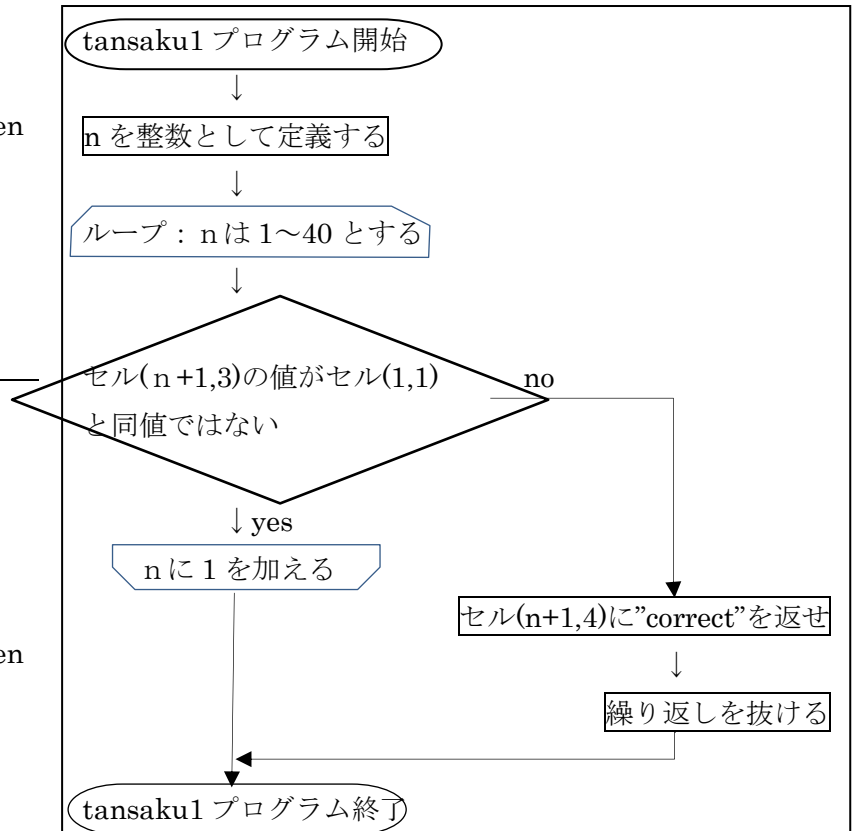 tansaku1 プログラム開始
↓
en
n を整数として定義する
↓
ループ：ｎは 1～40 とする
↓
セル(ｎ+1,3)の値がセル(1,1)
no
と同値ではない
↓ yes
ｎに 1 を加える
セル(n+1,4)に”correct”を返せ
en
↓
繰り返しを抜ける
tansaku1 プログラム終了